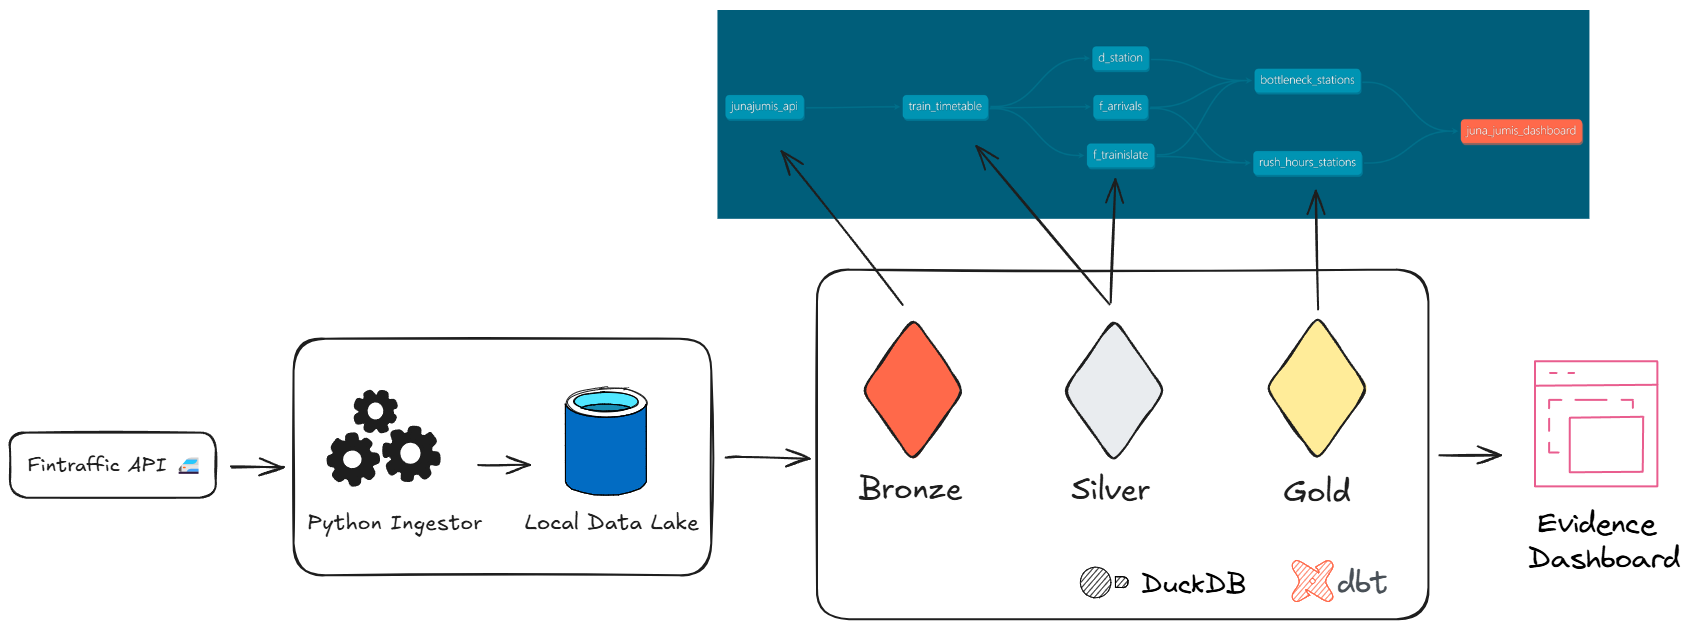 d_station
bottleneck_stations
junajumis_api
train_timetable
f_arrivals
juna_jumis_dashboard
f_trainislate
rush_hours_stations
Fintraffic API
Python Ingestor
Local Data Lake
Bronze
Silver
Gold
DuckDB
dbt
Evidence
Dashboard